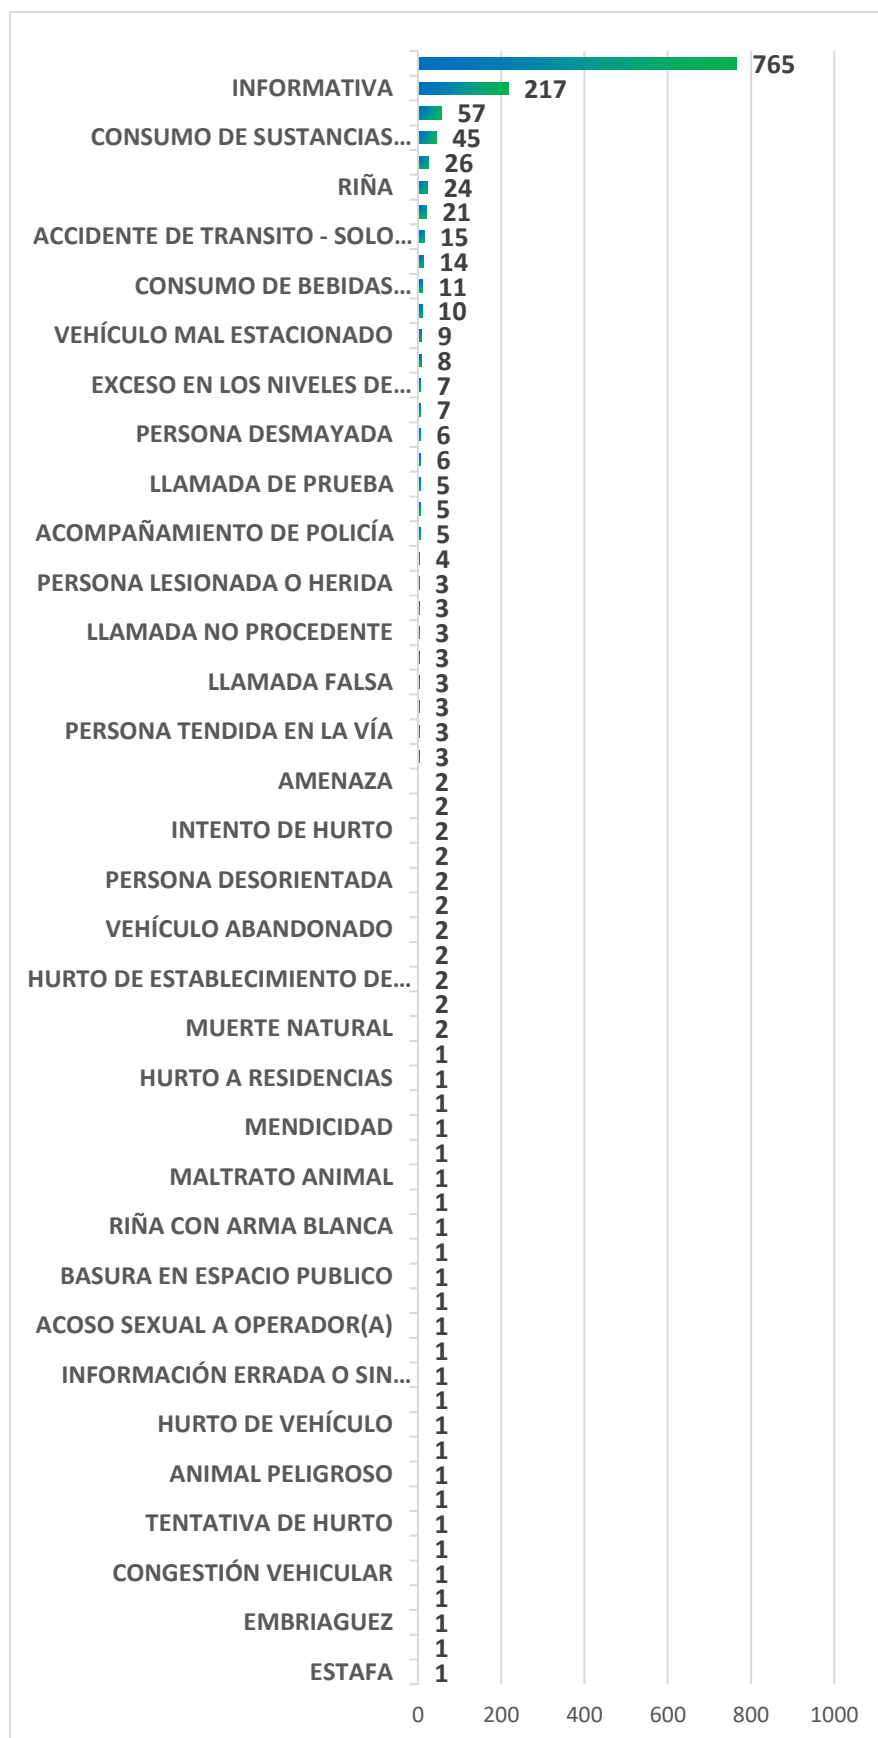 765
INFORMATIVA 217
57
CONSUMO DE SUSTANCIAS... 45
26
RIÑA 24
21
ACCIDENTE DE TRANSITO - SOLO... 15
14
CONSUMO DE BEBIDAS... 11
10
VEHÍCULO MAL ESTACIONADO 9
8
EXCESO EN LOS NIVELES DE... 7
7
PERSONA DESMAYADA 6
6
LLAMADA DE PRUEBA 5
5
ACOMPAÑAMIENTO DE POLICÍA 5
4
PERSONA LESIONADA O HERIDA 3
3
LLAMADA NO PROCEDENTE 3
3
LLAMADA FALSA 3
3
PERSONA TENDIDA EN LA VÍA 3
3
AMENAZA 2
2
INTENTO DE HURTO 2
2
PERSONA DESORIENTADA 2
2
VEHÍCULO ABANDONADO 2
2
HURTO DE ESTABLECIMIENTO DE... 2
2
MUERTE NATURAL 2
1
HURTO A RESIDENCIAS 1
1
MENDICIDAD 1
1
MALTRATO ANIMAL 1
1
RIÑA CON ARMA BLANCA 1
1
BASURA EN ESPACIO PUBLICO 1
1
ACOSO SEXUAL A OPERADOR(A) 1
1
INFORMACIÓN ERRADA O SIN... 1
1
HURTO DE VEHÍCULO 1
1
ANIMAL PELIGROSO 1
1
TENTATIVA DE HURTO 1
1
CONGESTIÓN VEHICULAR 1
1
EMBRIAGUEZ 1
1
ESTAFA 1
0 200 400 600 800 1000